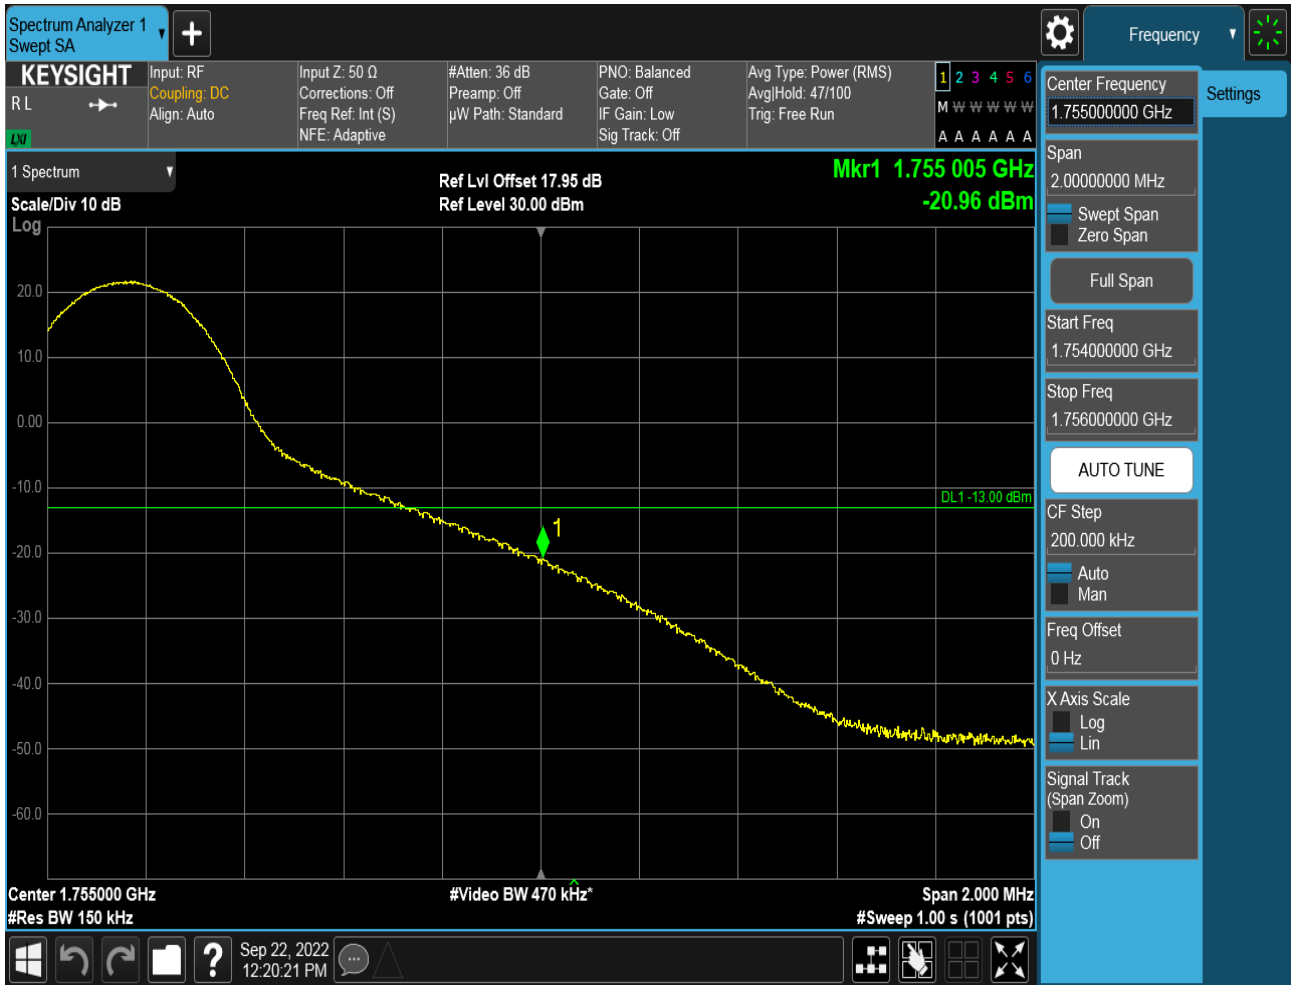 Spectrum Analyzer 1
Swept SA
Frequency
KEYSIGHT
R L
LXI
Input: RF
Coupling: DC
Align: Auto
Input Z: 50 Ω
Corrections: Off
Freq Ref: Int (S)
NFE: Adaptive
#Atten: 36 dB
Preamp: Off
µW Path: Standard
PNO: Balanced
Gate: Off
IF Gain: Low
Sig Track: Off
Avg Type: Power (RMS)
Avg|Hold: 47/100
Trig: Free Run
1 2 3 4 5 6
M W W W W W
A A A A A A
1 Spectrum
Scale/Div 10 dB
Log
Ref Lvl Offset 17.95 dB
Ref Level 30.00 dBm
Mkr1 1.755 005 GHz
-20.96 dBm
20.0
10.0
0.00
-10.0
-20.0
-30.0
-40.0
-50.0
-60.0
DL1 -13.00 dBm
1
Center 1.755000 GHz
#Res BW 150 kHz
#Video BW 470 kHz*
Span 2.000 MHz
#Sweep 1.00 s (1001 pts)
Center Frequency
1.755000000 GHz
Settings
Span
2.00000000 MHz
Swept Span
Zero Span
Full Span
Start Freq
1.754000000 GHz
Stop Freq
1.756000000 GHz
AUTO TUNE
CF Step
200.000 kHz
Auto
Man
Freq Offset
0 Hz
X Axis Scale
Log
Lin
Signal Track
(Span Zoom)
On
Off
Sep 22, 2022
12:20:21 PM